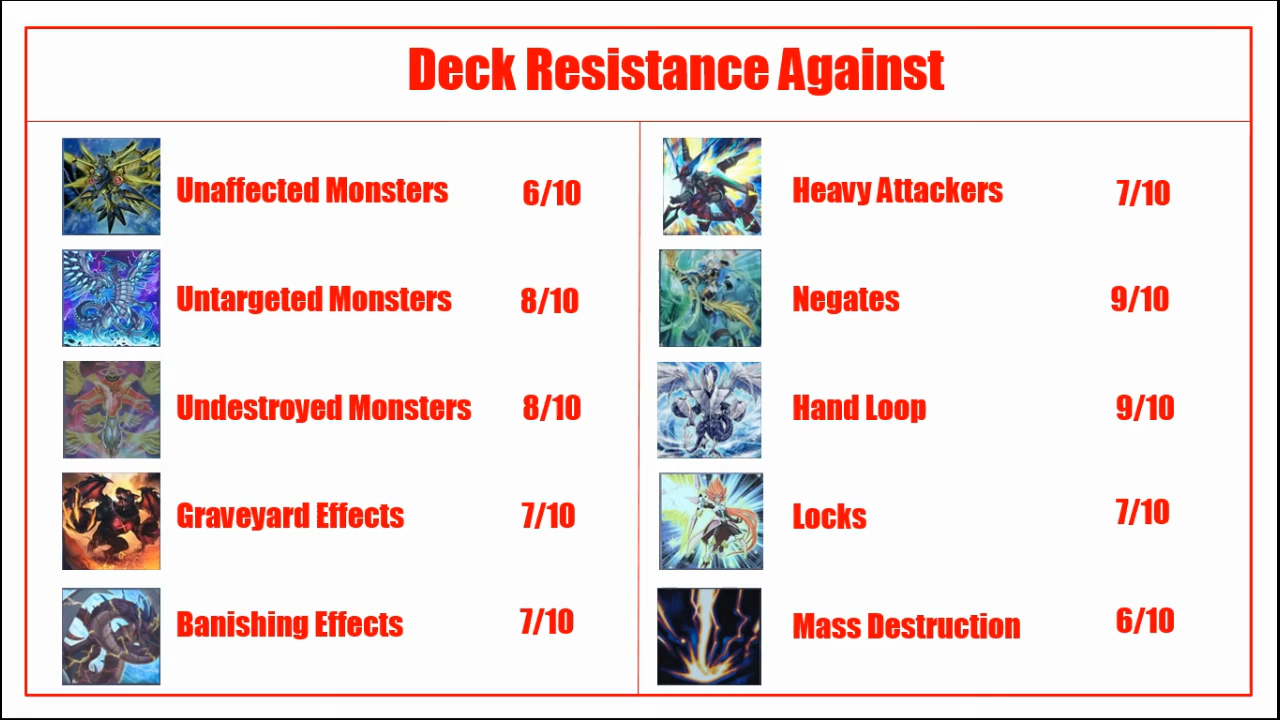 Deck Resistance Against
Unaffected Monsters 6/10
Untargeted Monsters 8/10
Undestroyed Monsters 8/10
Graveyard Effects 7/10
Banishing Effects 7/10
Heavy Attackers 7/10
Negates 9/10
Hand Loop 9/10
Locks 7/10
Mass Destruction 6/10